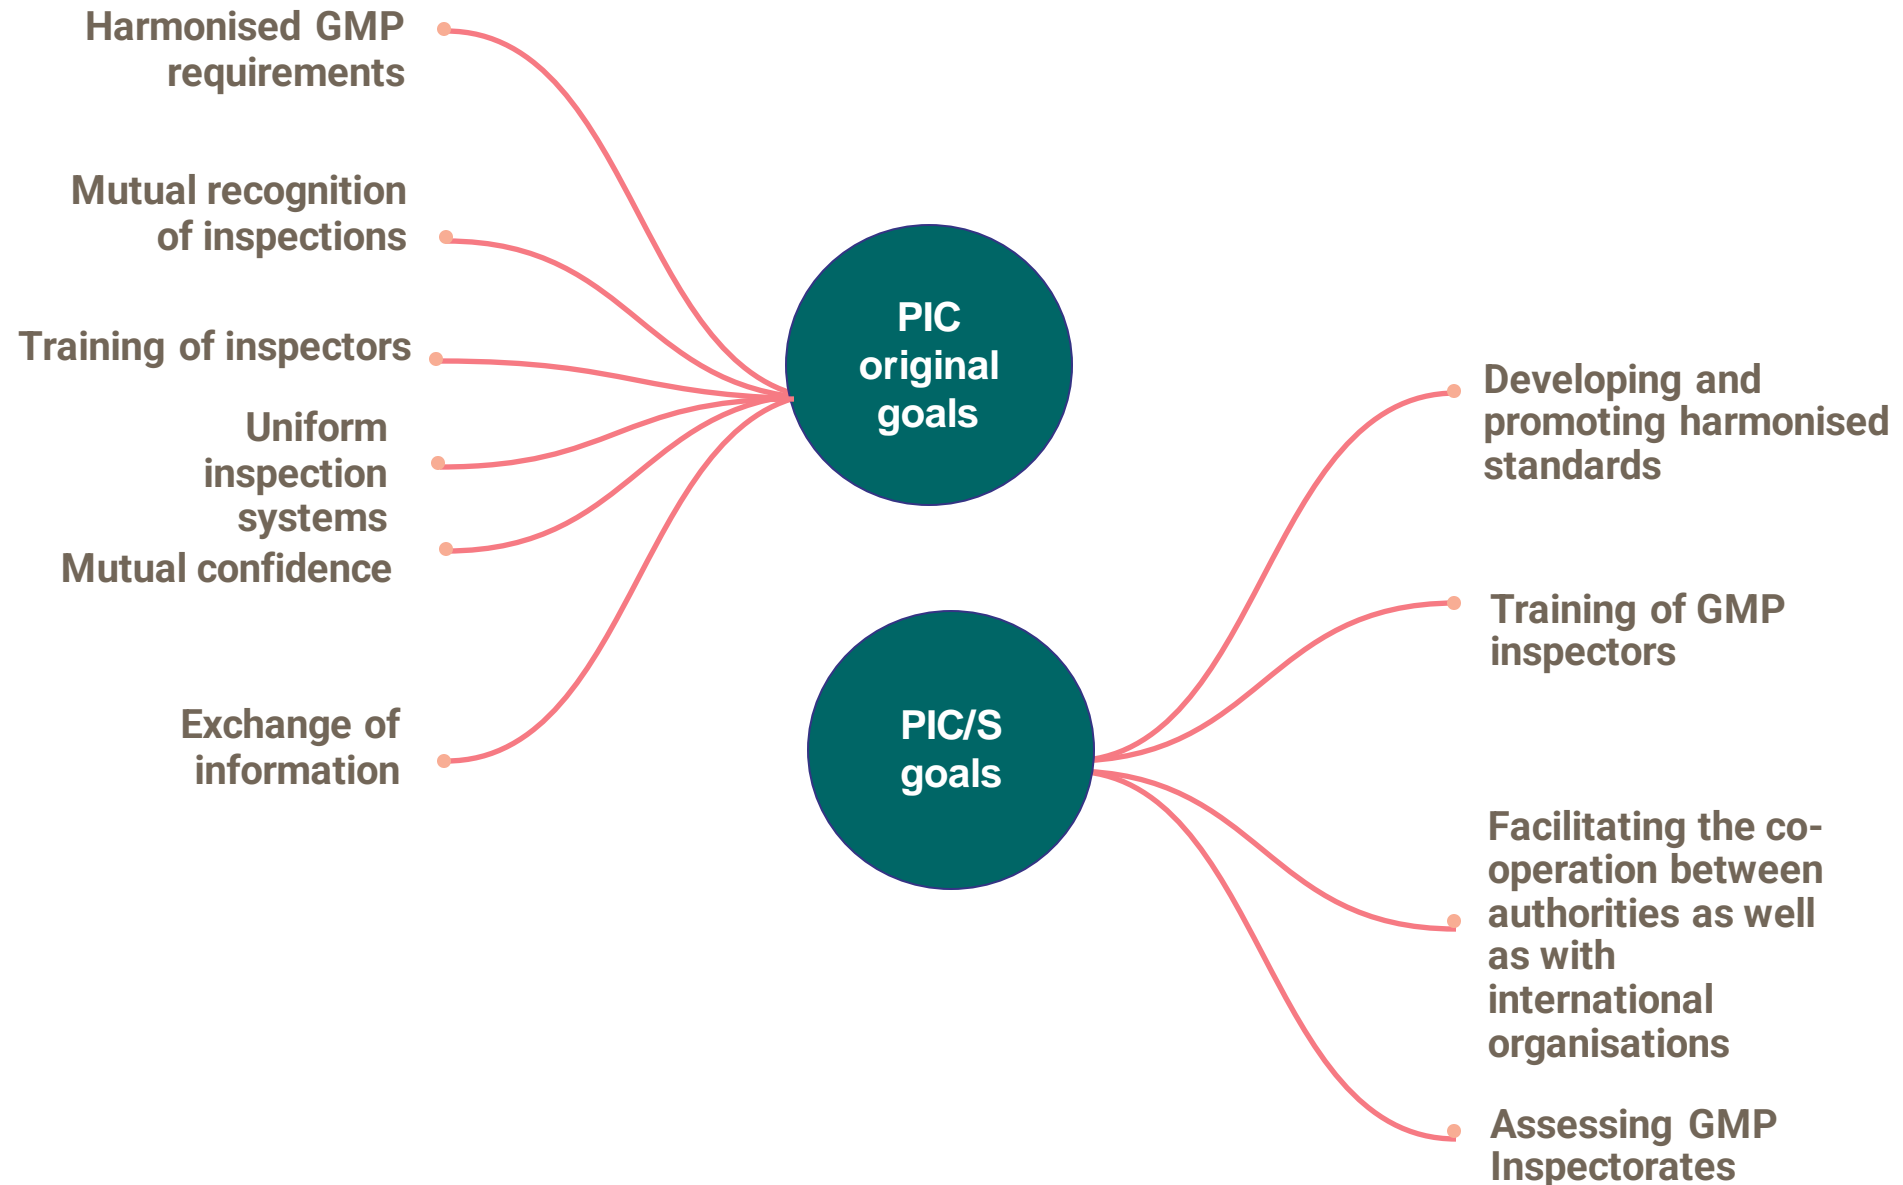 Harmonised GMP
requirements
Mutual recognition
of inspections
Training of inspectors
Uniform
inspection
systems
Mutual confidence
Exchange of
information
PIC
original
goals
PIC/S
goals
Developing and
promoting harmonised
standards
Training of GMP
inspectors
Facilitating the co-
operation between
authorities as well
as with
international
organisations
Assessing GMP
Inspectorates